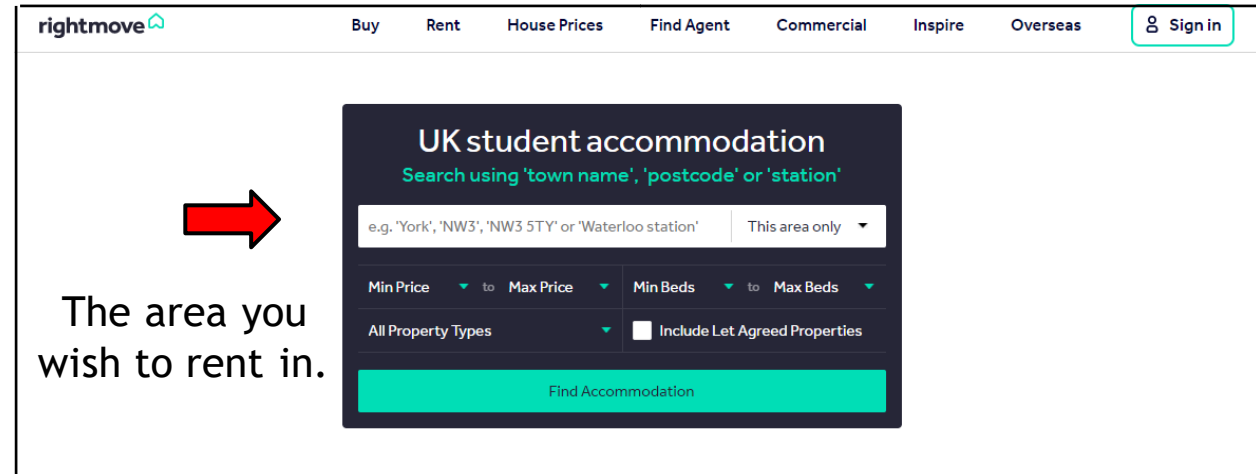 rightmove
Buy Rent House Prices Find Agent Commercial Inspire Overseas Sign in
UK student accommodation
Search using 'town name', 'postcode' or 'station'
e.g. 'York', 'NW3', 'NW3 5TY' or 'Waterloo station' This area only
Min Price to Max Price Min Beds to Max Beds
All Property Types Include Let Agreed Properties
Find Accommodation
The area you
wish to rent in.